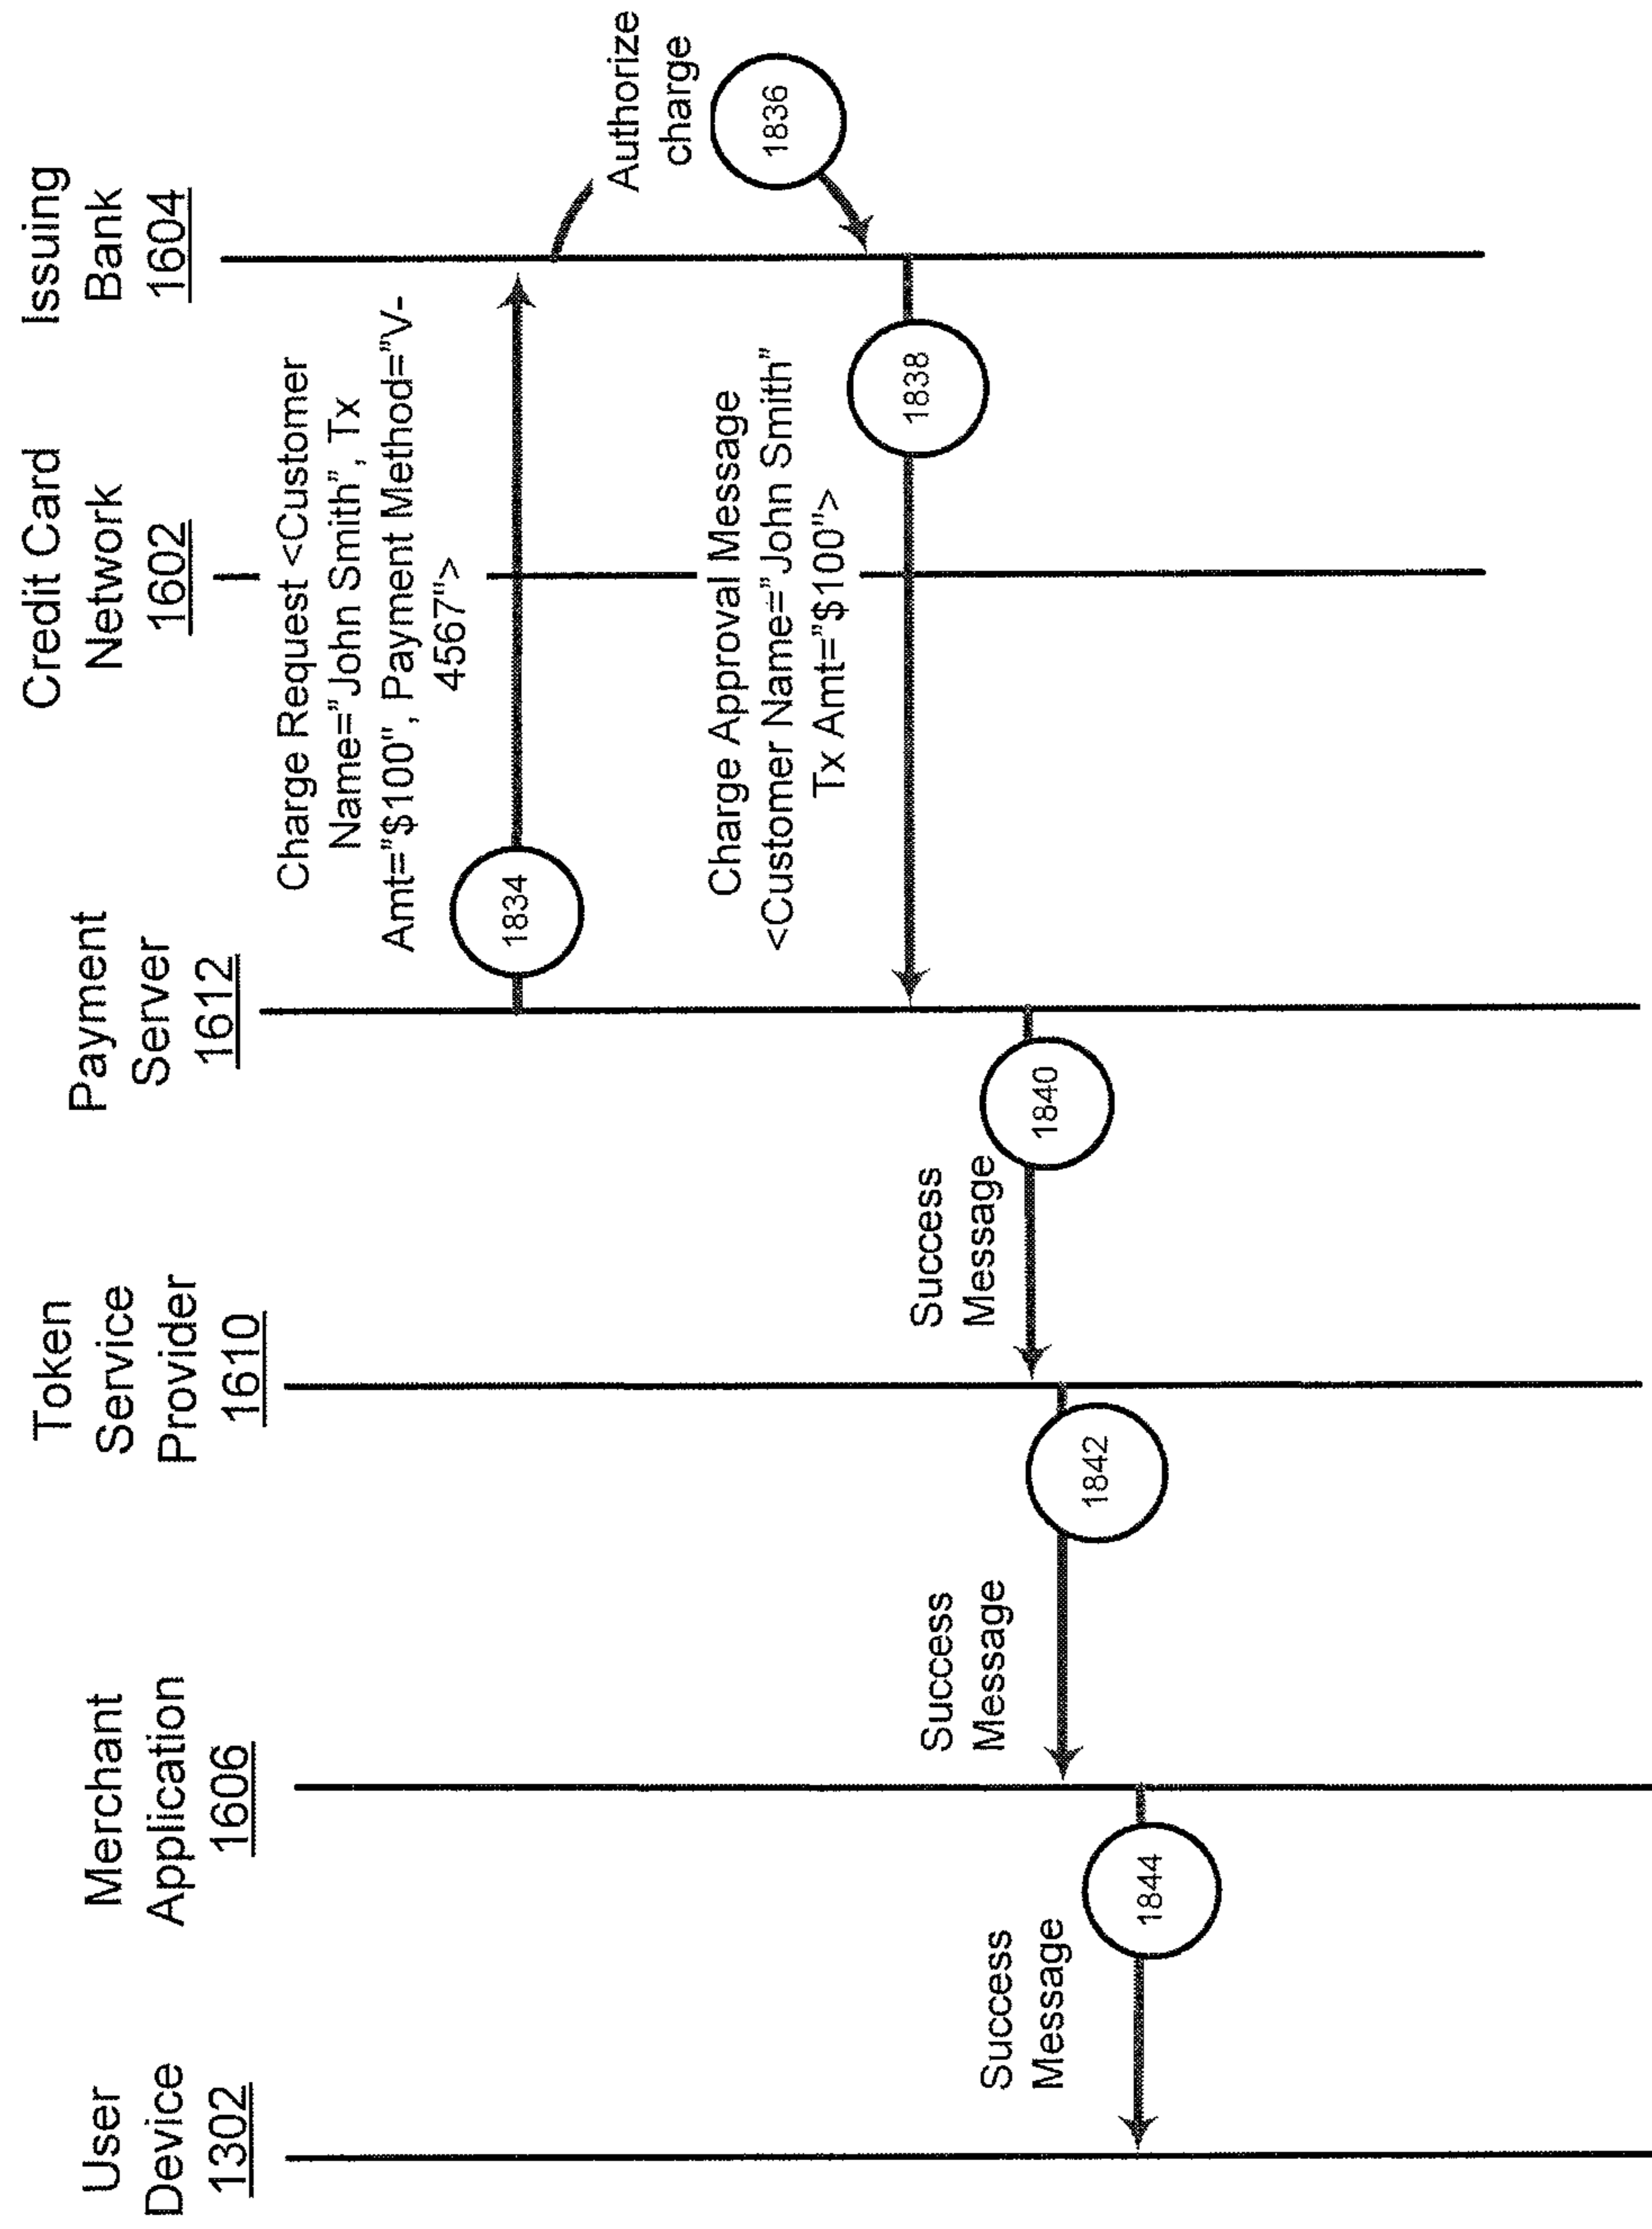 User
Device
1302
Merchant
Application
1606
Token
Service
Provider
1610
Payment
Server
1612
Credit Card
Network
1602
Issuing
Bank
1604
Charge Request <Customer
Name="John Smith", Tx
Amt="$100", Payment Method="V-
4567">
1834
Authorize
charge
1836
Charge Approval Message
<Customer Name="John Smith"
Tx Amt="$100">
1838
Success
Message
1840
Success
Message
1842
Success
Message
1844